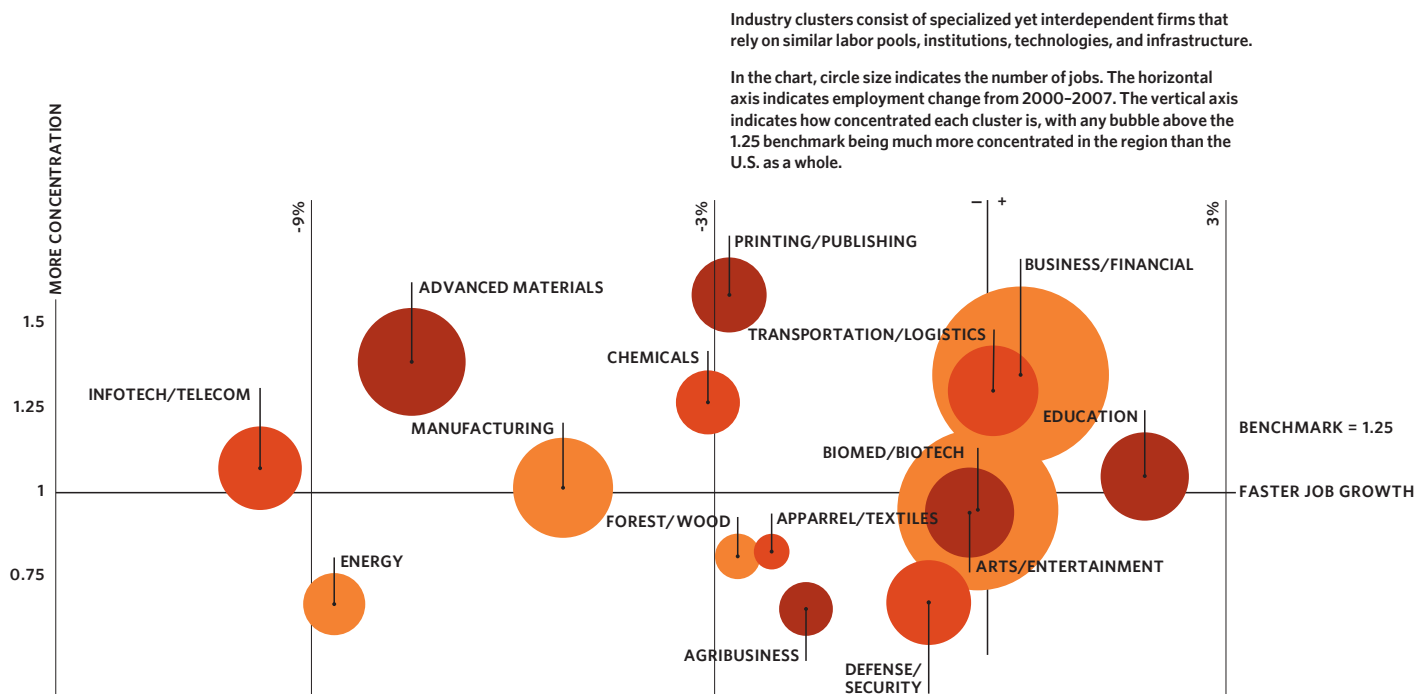 Industry clusters consist of specialized yet interdependent firms that
rely on similar labor pools, institutions, technologies, and infrastructure.
In the chart, circle size indicates the number of jobs. The horizontal
axis indicates employment change from 2000–2007. The vertical axis
indicates how concentrated each cluster is, with any bubble above the
1.25 benchmark being much more concentrated in the region than the
U.S. as a whole.
MORE CONCENTRATION
-9%
-3%
– +
3%
PRINTING/PUBLISHING
BUSINESS/FINANCIAL
ADVANCED MATERIALS
1.5
TRANSPORTATION/LOGISTICS
CHEMICALS
INFOTECH/TELECOM
1.25
EDUCATION
MANUFACTURING
BENCHMARK = 1.25
BIOMED/BIOTECH
1
FASTER JOB GROWTH
FOREST/WOOD
APPARREL/TEXTILES
ENERGY
0.75
ARTS/ENTERTAINMENT
AGRIBUSINESS
DEFENSE/
SECURITY